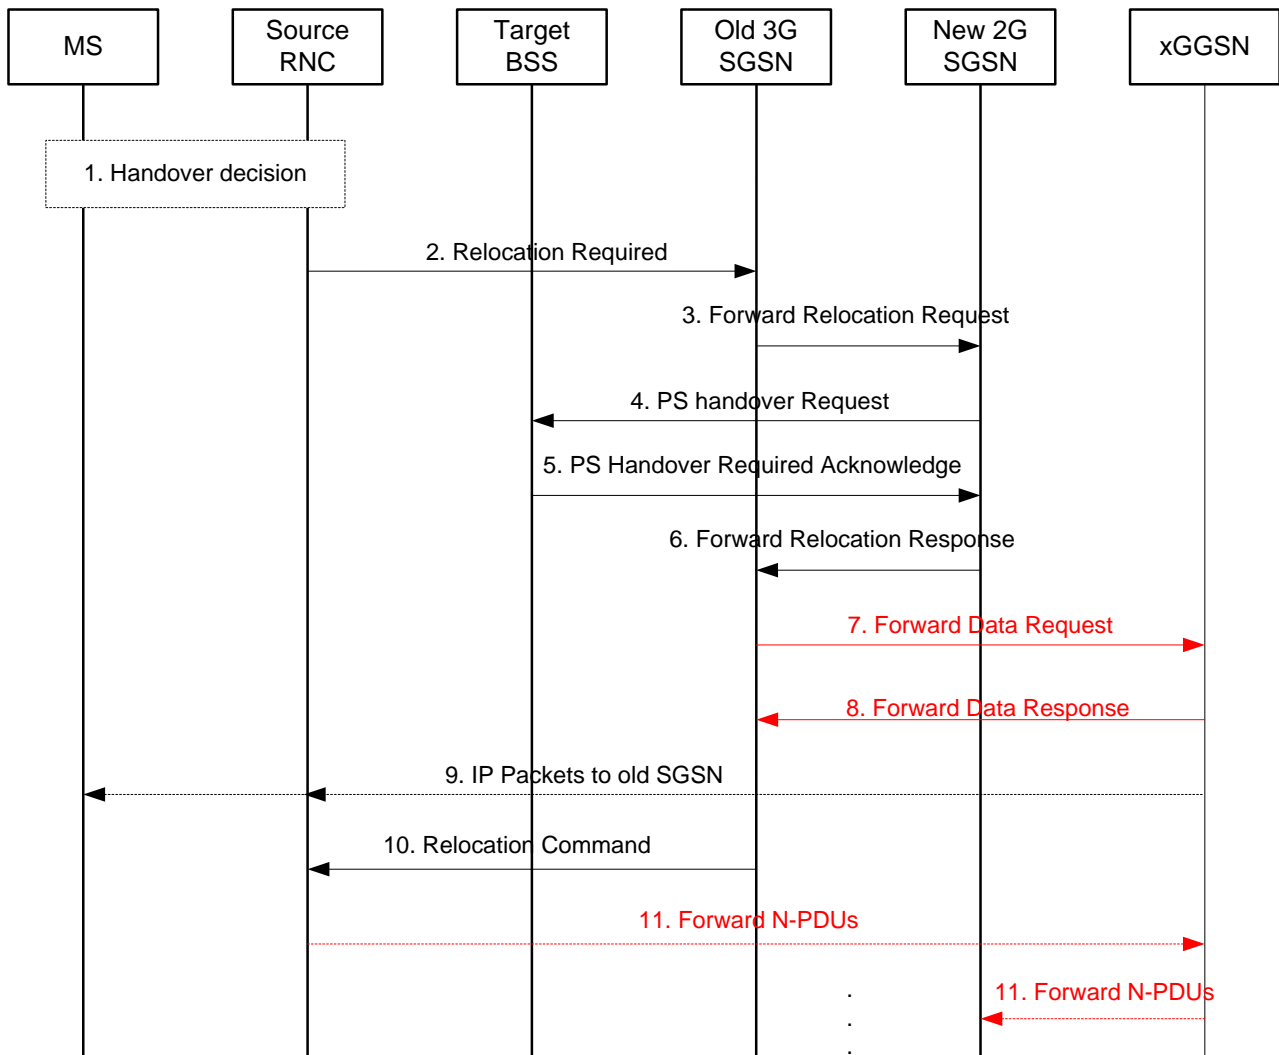 MS
Source
RNC
Target
BSS
Old 3G
SGSN
New 2G
SGSN
xGGSN
1. Handover decision
2. Relocation Required
3. Forward Relocation Request
4. PS handover Request
5. PS Handover Required Acknowledge
6. Forward Relocation Response
7. Forward Data Request
8. Forward Data Response
9. IP Packets to old SGSN
10. Relocation Command
11. Forward N-PDUs
11. Forward N-PDUs
.
.
.